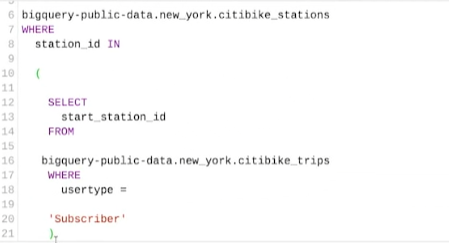 6 bigquery-public-data.new_york.citibike_stations
7 WHERE
8 station_id IN
9
10 (
11
12 SELECT
13 start_station_id
14 FROM
15
16 bigquery-public-data.new_york.citibike_trips
17 WHERE
18 usertype =
19
20 'Subscriber'
21 )